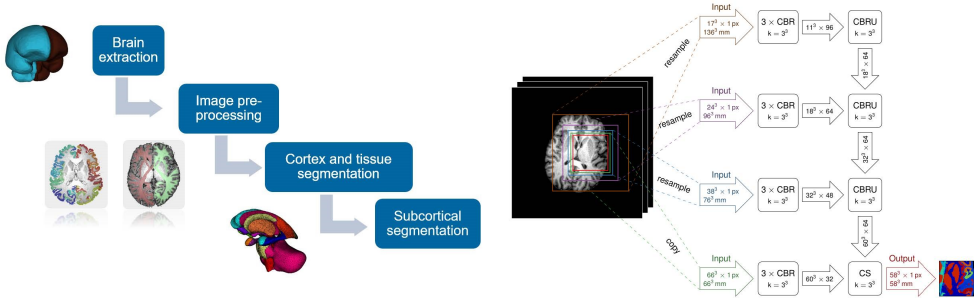 Brain
extraction
Image pre-
processing
Cortex and tissue
segmentation
Subcortical
segmentation
Input
17³ × 1 px
136³ mm
3 × CBR
k = 3³
11³ × 96
CBRU
k = 3³
resample
18³ × 64
Input
24³ × 1 px
96³ mm
3 × CBR
k = 3³
18³ × 64
CBRU
k = 3³
resample
32³ × 64
Input
38³ × 1 px
76³ mm
3 × CBR
k = 3³
32³ × 48
CBRU
k = 3³
resample
60³ × 64
copy
Input
66³ × 1 px
66³ mm
3 × CBR
k = 3³
60³ × 32
CS
k = 3³
Output
58³ × 1 px
58³ mm